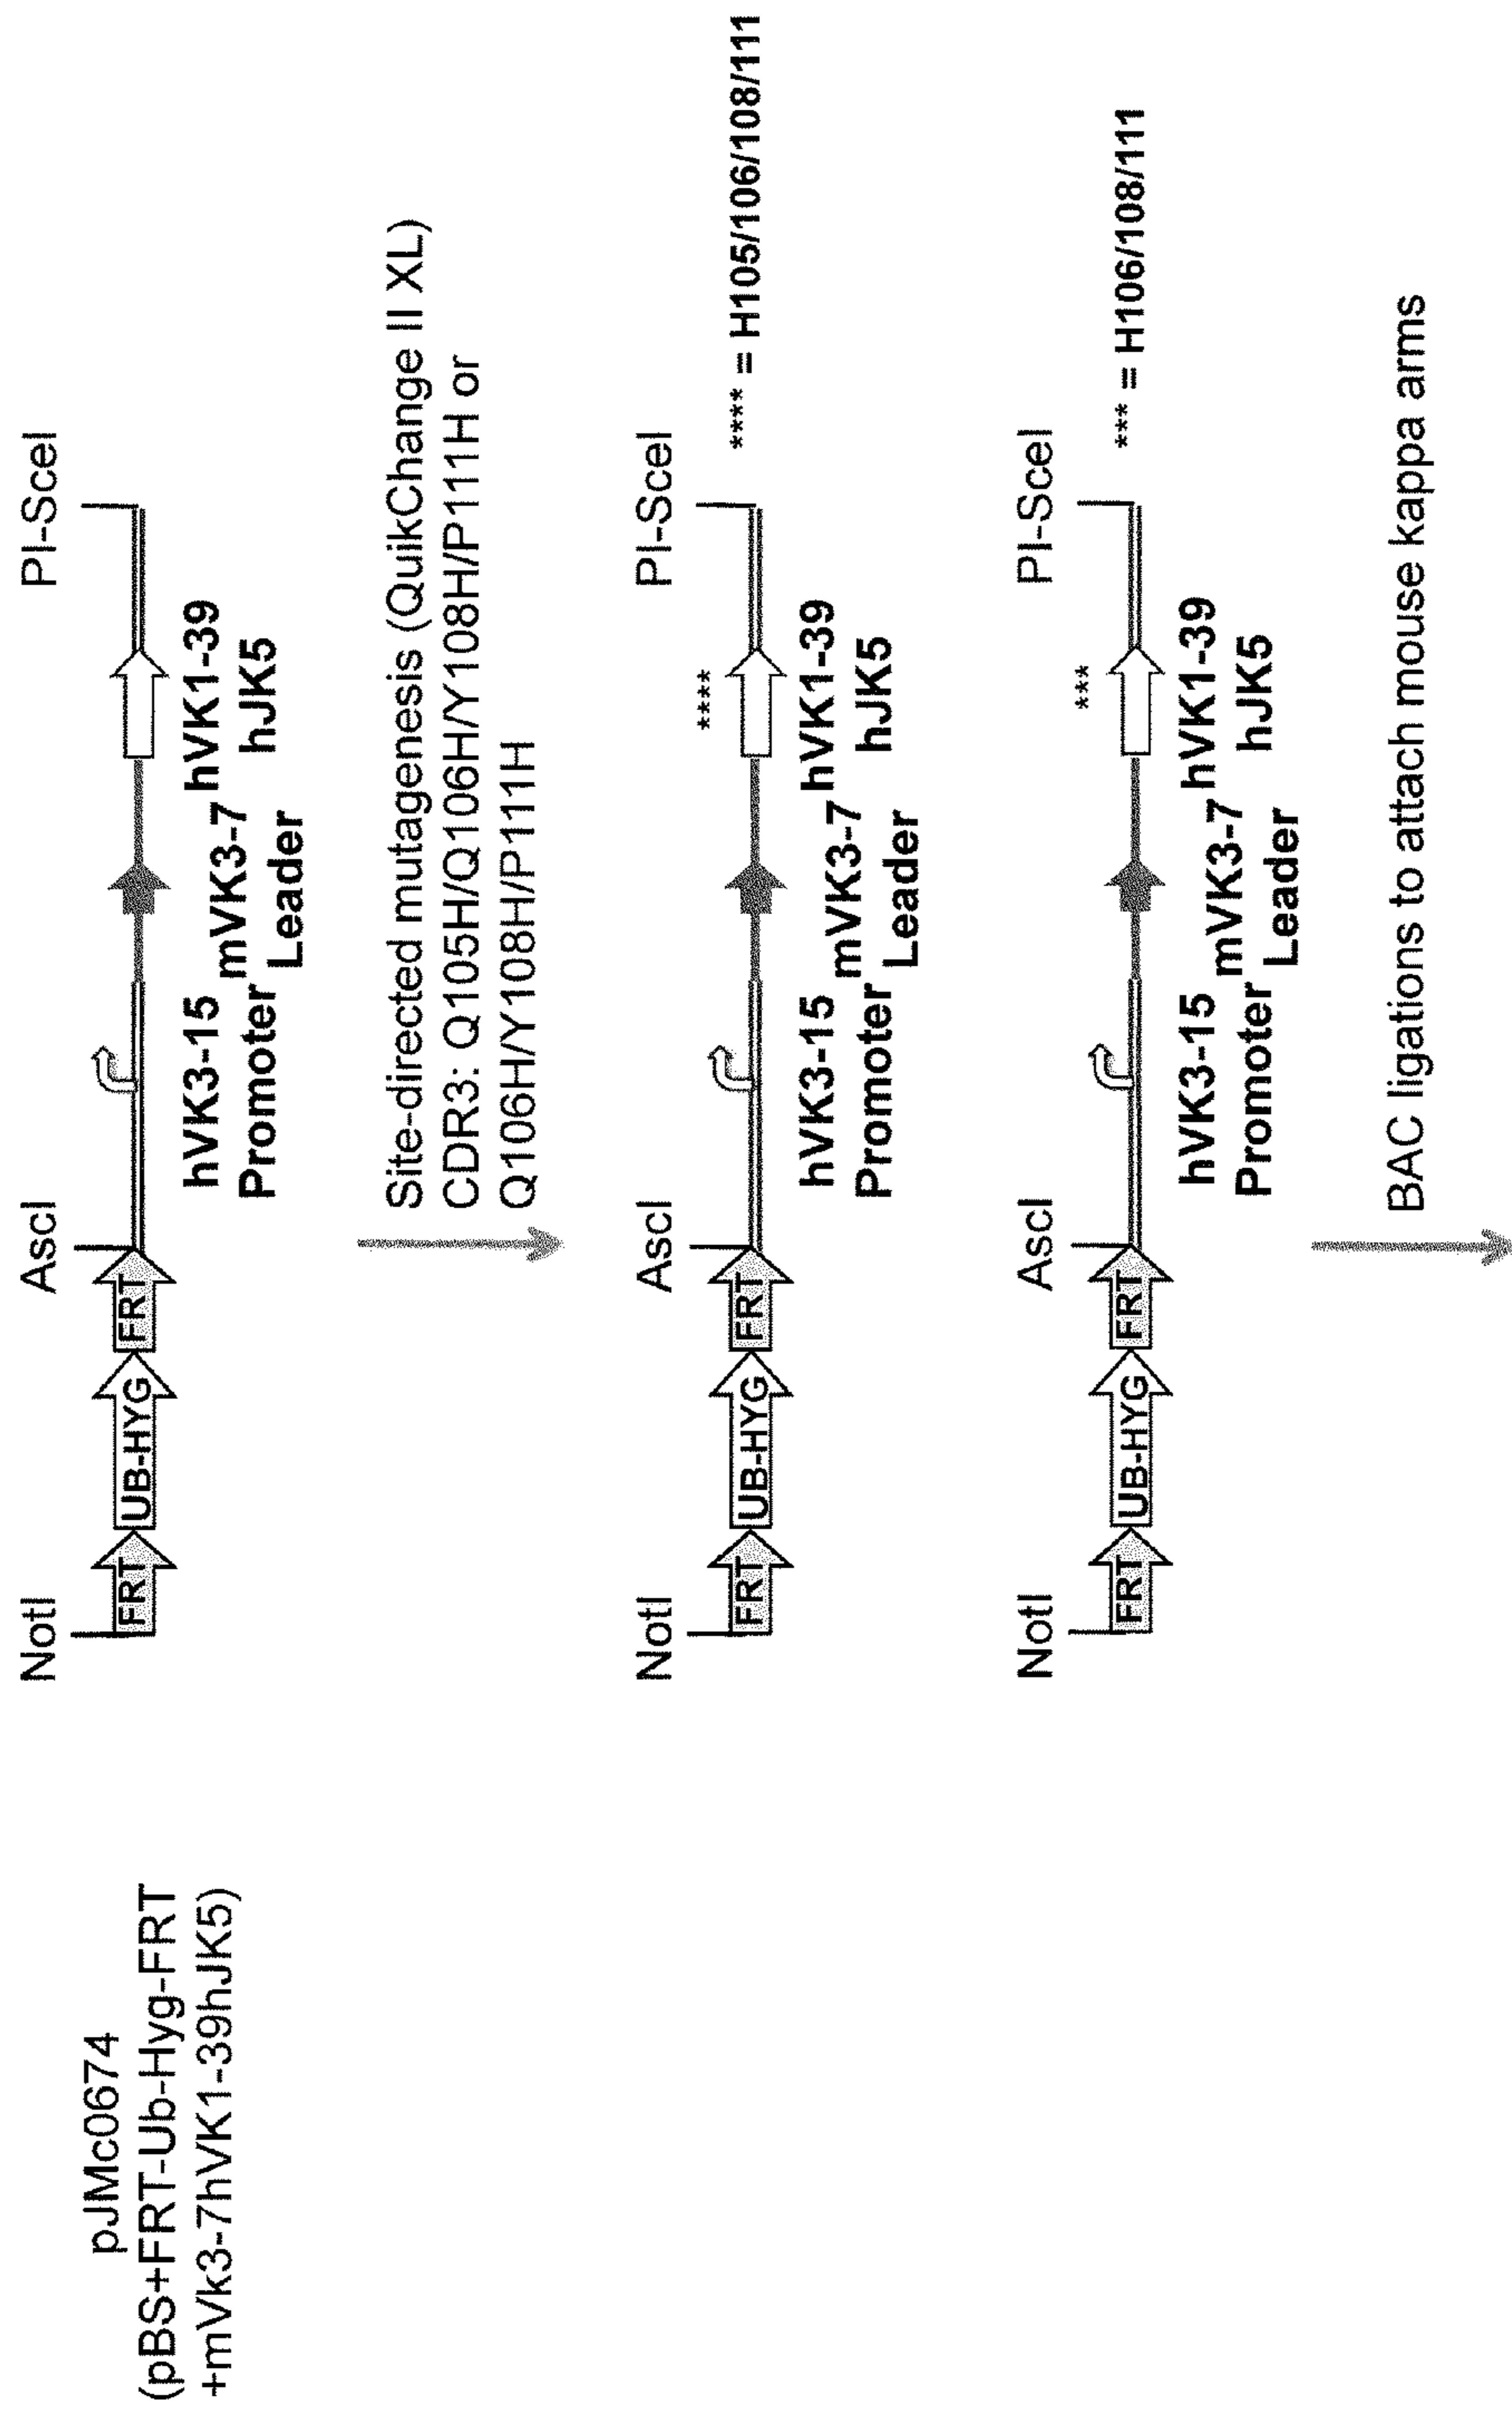 pJMc0674
(pBS+FRT-Ub-Hyg-FRT
+mVk3-7hVK1-39hJK5)
NotI AscI PI-SceI
FRT UB-HYG FRT
hVK3-15 mVK3-7 hVK1-39
Promoter Leader hJK5
Site-directed mutagenesis (QuikChange II XL)
CDR3: Q105H/Q106H/Y108H/P111H or
Q106H/Y108H/P111H
NotI AscI PI-SceI
****
FRT UB-HYG FRT
**** = H105/106/108/111
hVK3-15 mVK3-7 hVK1-39
Promoter Leader hJK5
NotI AscI PI-SceI
***
FRT UB-HYG FRT
*** = H106/108/111
hVK3-15 mVK3-7 hVK1-39
Promoter Leader hJK5
BAC ligations to attach mouse kappa arms